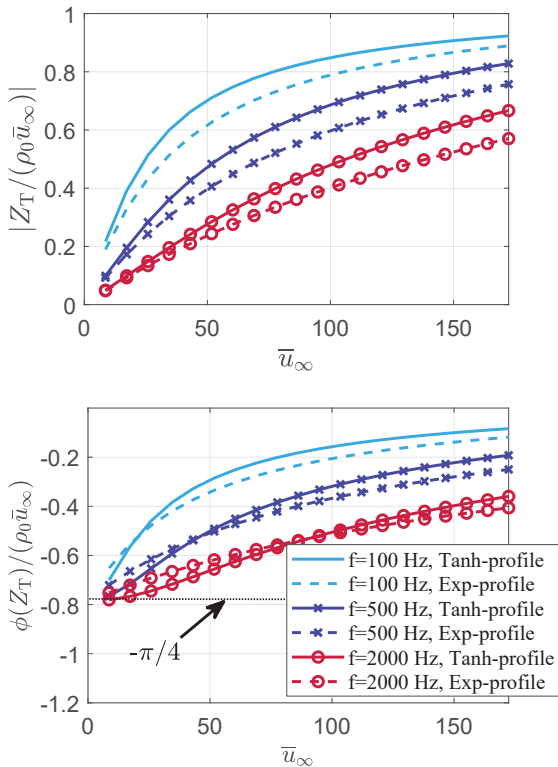 1
0.8
0.6
0.4
0.2
0
|Z_T/(ρ_0 ū_∞)|
0 50 100 150
u̅_∞
-0.2
-0.4
-0.6
-0.8
-1
-1.2
ϕ(Z_T))/(ρ_0 ū_∞)
-π/4
f=100 Hz, Tanh-profile
f=100 Hz, Exp-profile
f=500 Hz, Tanh-profile
f=500 Hz, Exp-profile
f=2000 Hz, Tanh-profile
f=2000 Hz, Exp-profile
0 50 100 150
u̅_∞